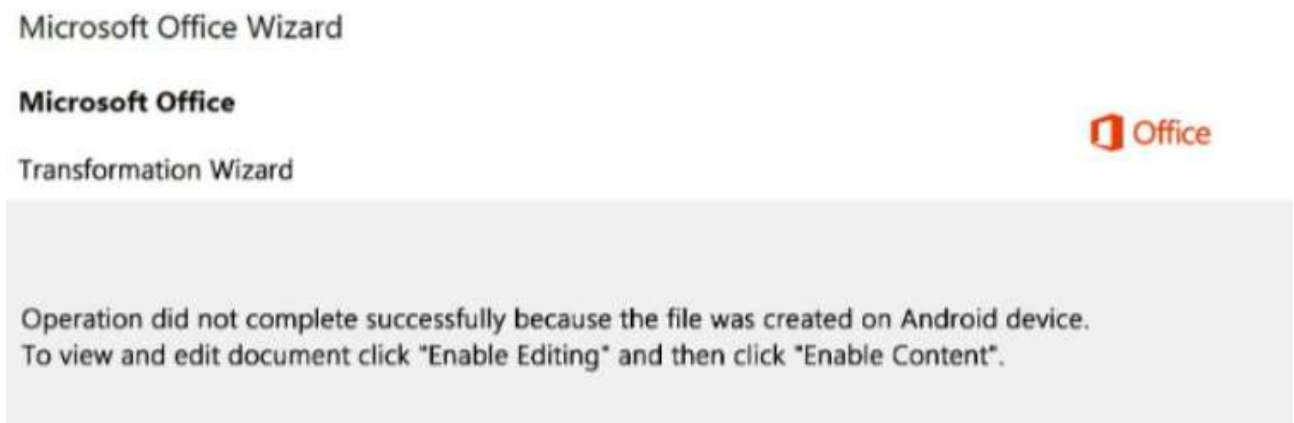 Microsoft Office Wizard
Microsoft Office
Office
Transformation Wizard
Operation did not complete successfully because the file was created on Android device.
To view and edit document click "Enable Editing" and then click "Enable Content".